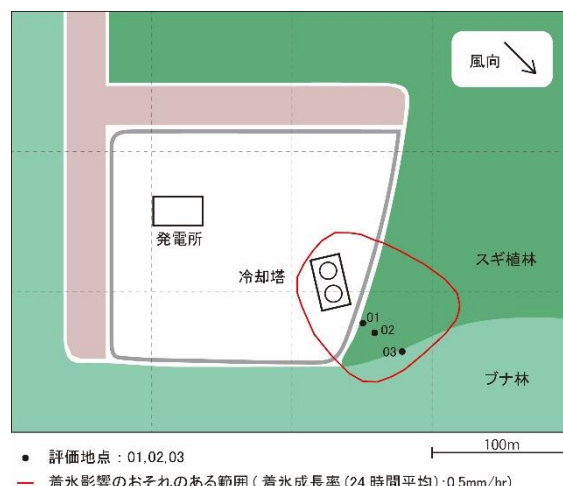 風向
発電所
冷却塔
スギ植林
01
02
03
ブナ林
100m
● 評価地点：01,02,03
— 着氷影響のおそれのある範囲（着氷成長率（24時間平均）：0.5mm/hr）